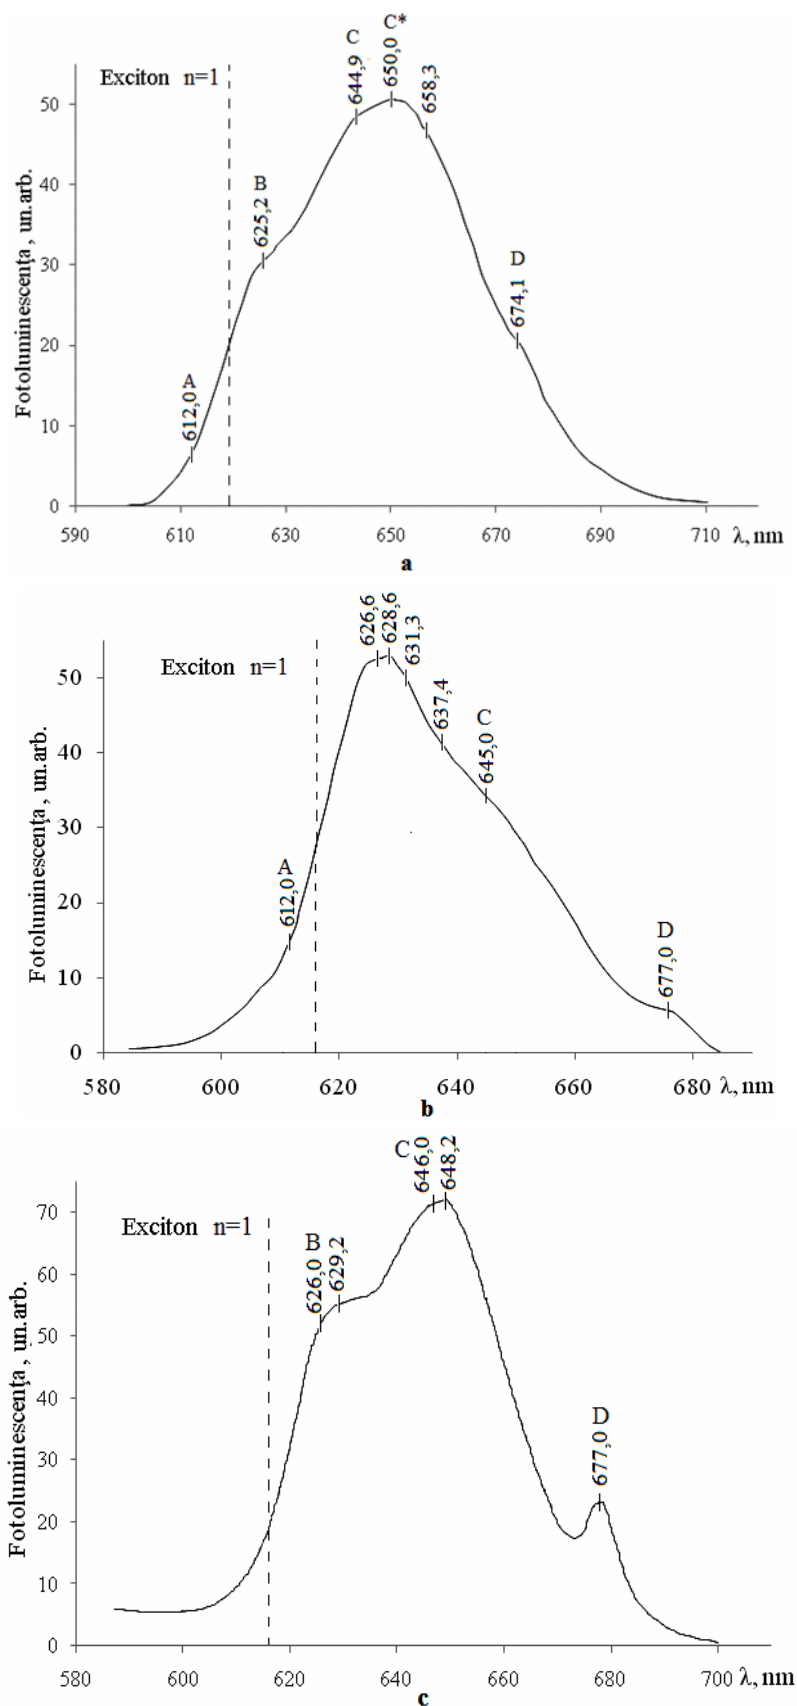 C C*
Exciton n=1
644,9 650,0 658,3
B
625,2
D
674,1
A
612,0
Fotoluminescenţa, un.arb.
50
40
30
20
10
0
590 610 630 650 670 690 710 λ, nm
a
626,6 628,6 631,3
Exciton n=1
637,4
C
645,0
A
612,0
D
677,0
Fotoluminescenţa, un.arb.
50
40
30
20
10
0
580 600 620 640 660 680 λ, nm
b
C 646,0 648,2
Exciton n=1
B
626,0 629,2
D
677,0
Fotoluminescenţa, un.arb.
70
60
50
40
30
20
10
0
580 600 620 640 660 680 700 λ, nm
c